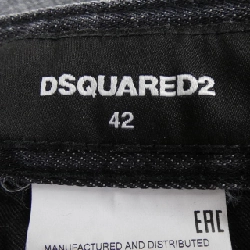 DSQUARED2
42
EAC
MANUFACTURED AND DISTRIBUTED